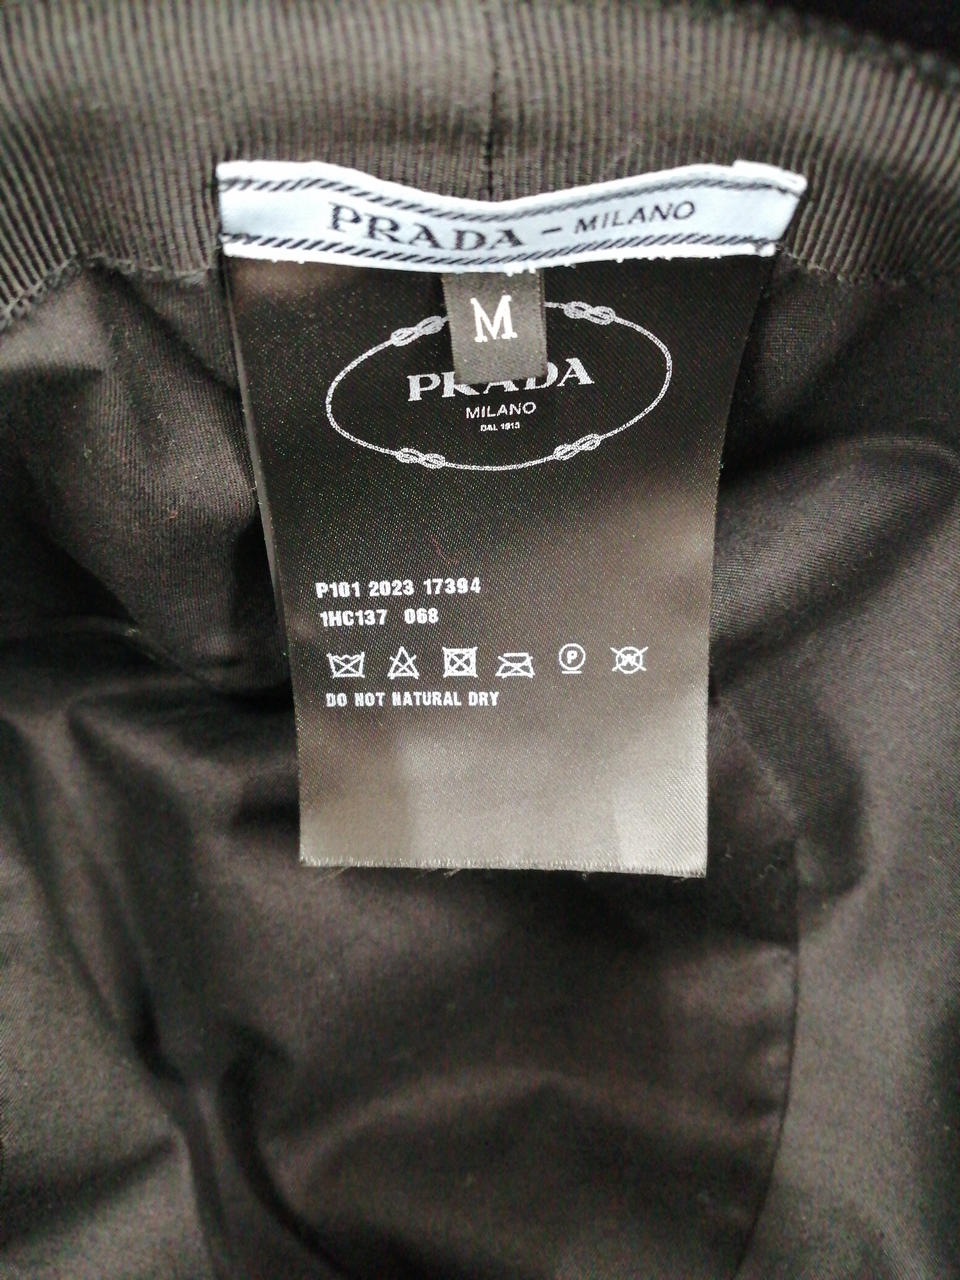 PRADA - MILANO
M
PRADA
MILANO
DAL 1913
P101 2023 17394
1HC137 068
P
W
DO NOT NATURAL DRY